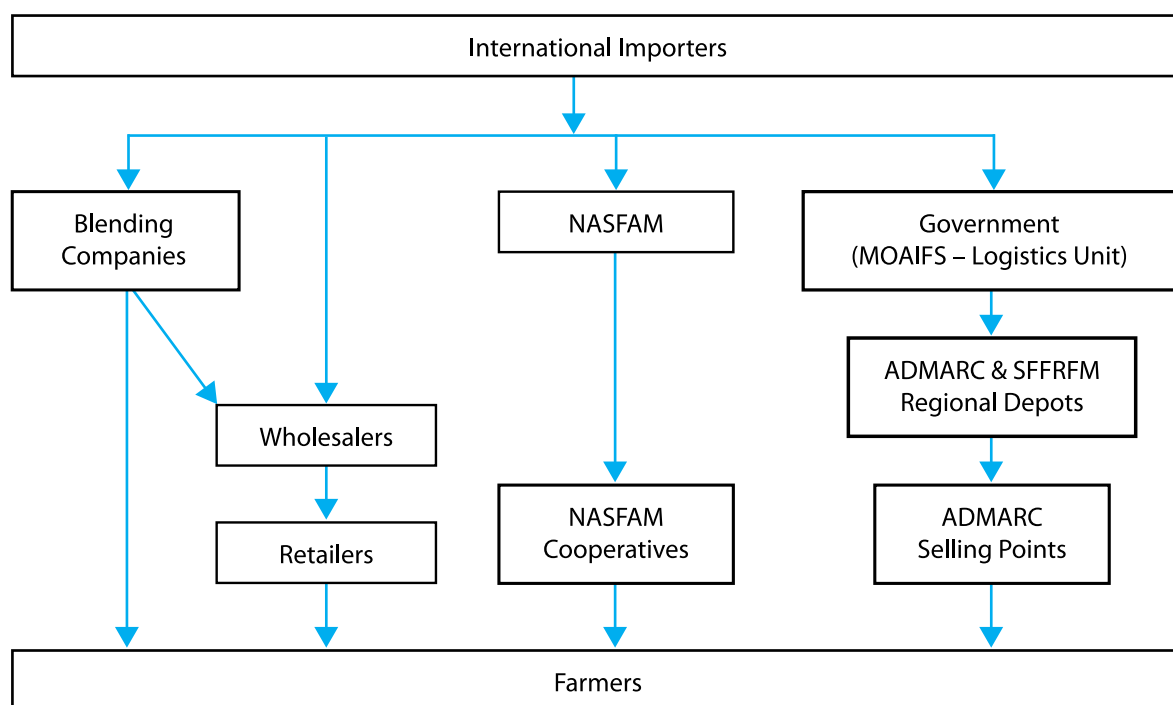 International Importers
Blending
Companies
NASFAM
Government
(MOAIFS – Logistics Unit)
ADMARC & SFFRFM
Regional Depots
Wholesalers
NASFAM
Cooperatives
ADMARC
Selling Points
Retailers
Farmers